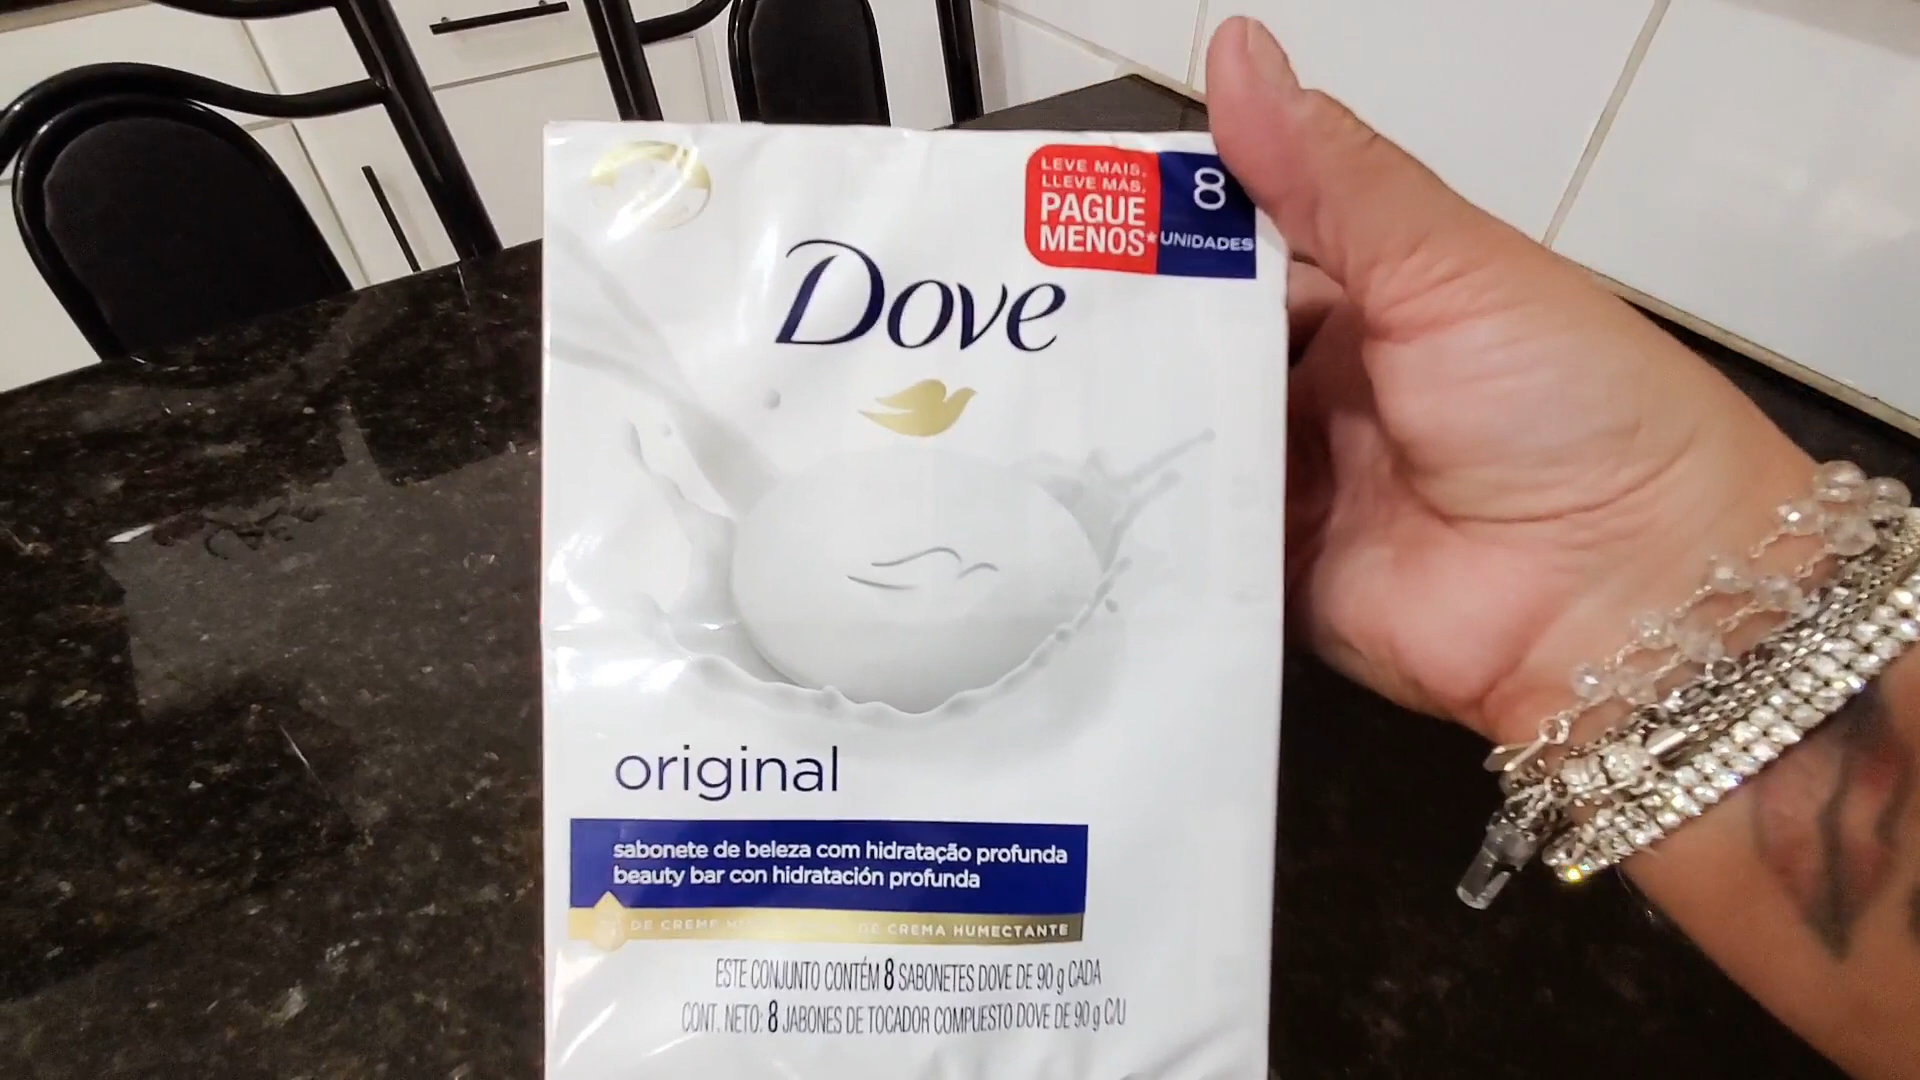 LEVE MAIS.
LLEVE MÁS.
PAGUE
MENOS*
8
UNIDADES
Dove
original
sabonete de beleza com hidratação profunda
beauty bar con hidratación profunda
DE CREME DE CREMA HUMECTANTE
ESTE CONJUNTO CONTÉM 8 SABONETES DOVE DE 90 g CADA
CONT. NETO: 8 JABONES DE TOCADOR COMPUESTO DOVE DE 90 g C/U